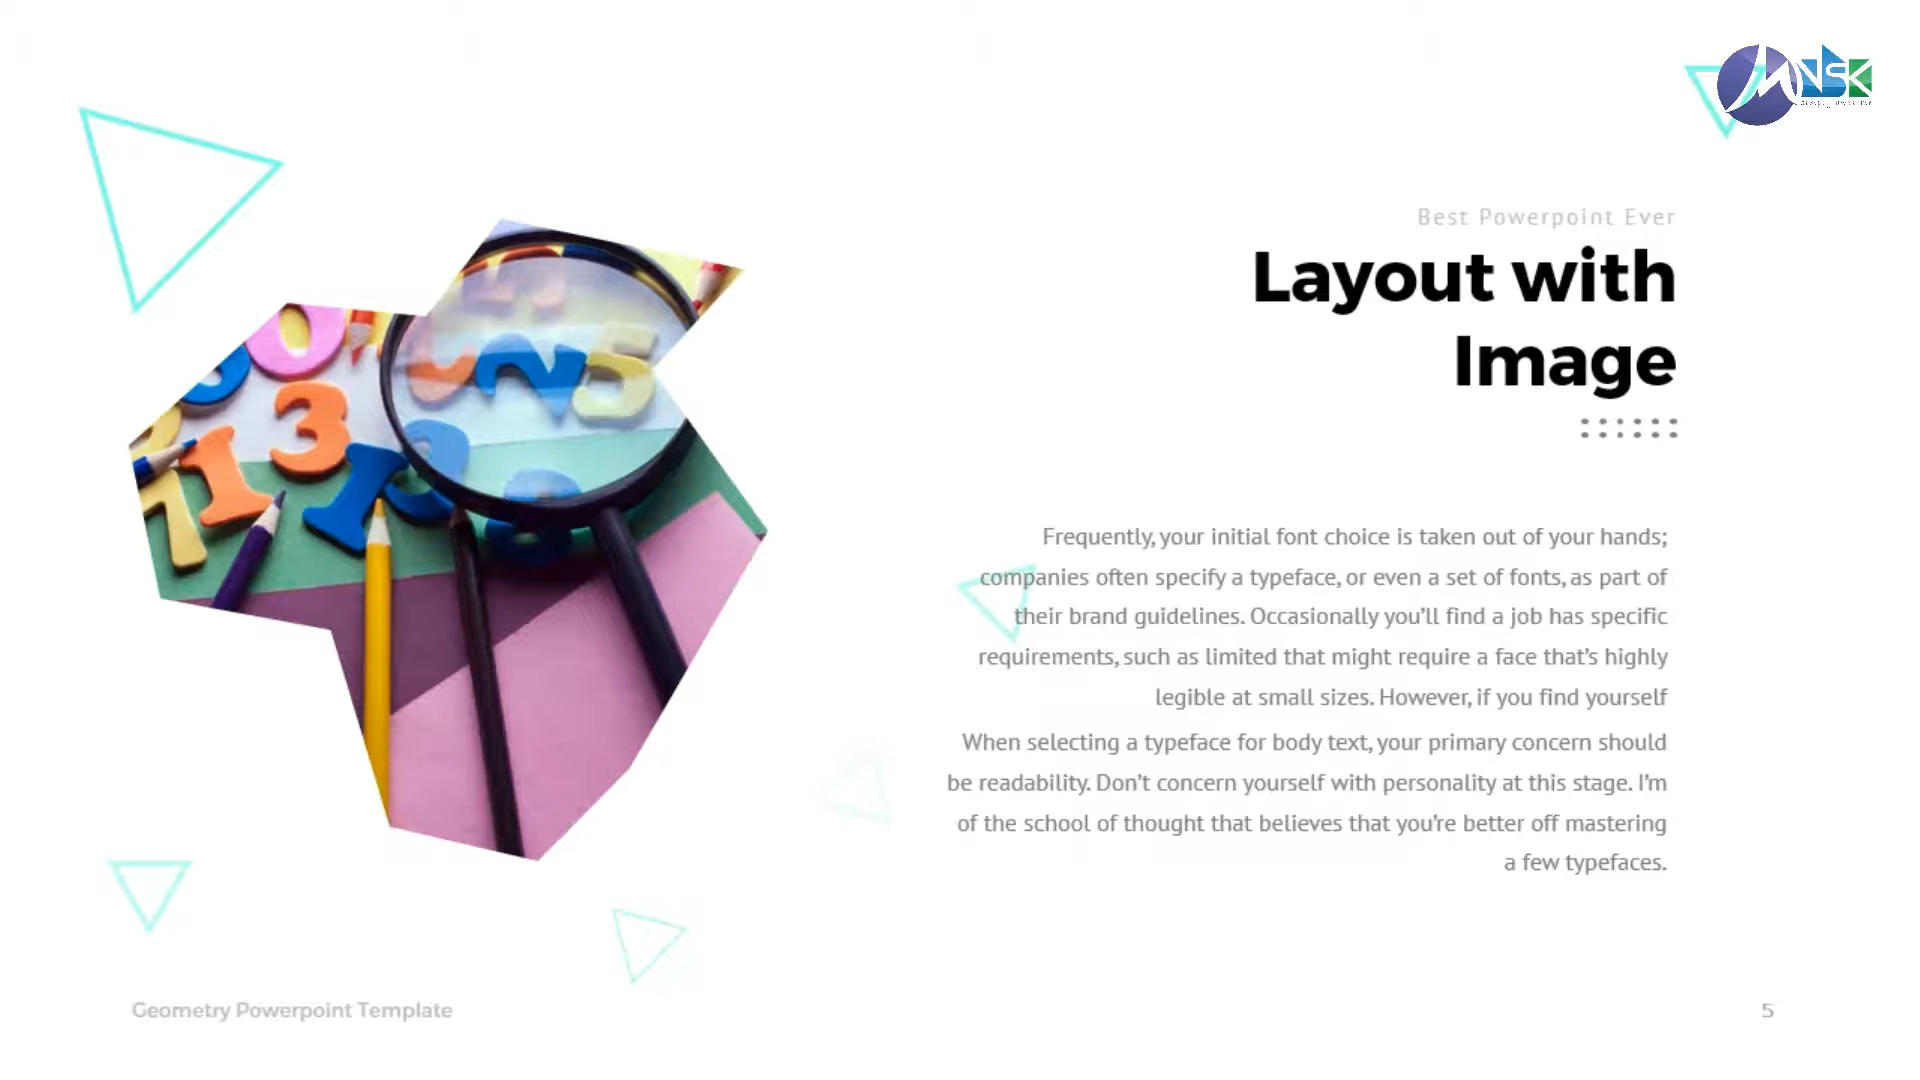 MNSK
Best Powerpoint Ever
Layout with
Image
Frequently, your initial font choice is taken out of your hands;
companies often specify a typeface, or even a set of fonts, as part of
their brand guidelines. Occasionally you’ll find a job has specific
requirements, such as limited that might require a face that’s highly
legible at small sizes. However, if you find yourself
When selecting a typeface for body text, your primary concern should
be readability. Don’t concern yourself with personality at this stage. I’m
of the school of thought that believes that you’re better off mastering
a few typefaces.
Geometry Powerpoint Template
5